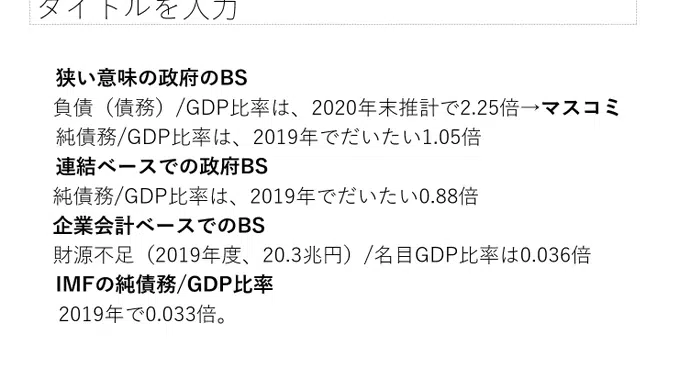 タイトルを入力
狭い意味の政府のBS
負債（債務）/GDP比率は、2020年末推計で2.25倍→マスコミ
純債務/GDP比率は、2019年でだいたい1.05倍
連結ベースでの政府BS
純債務/GDP比率は、2019年でだいたい0.88倍
企業会計ベースでのBS
財源不足（2019年度、20.3兆円）/名目GDP比率は0.036倍
IMFの純債務/GDP比率
2019年で0.033倍。